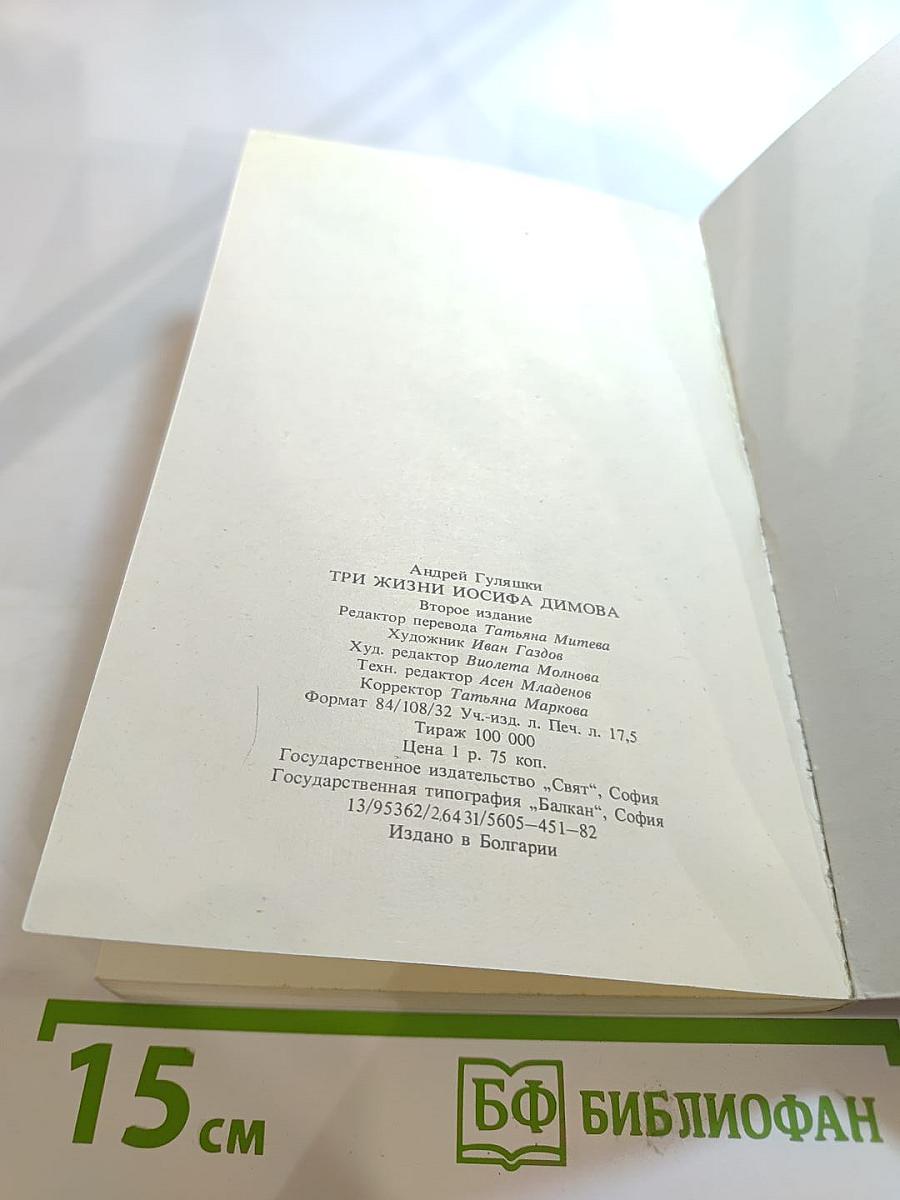 Андрей Гуляшки
ТРИ ЖИЗНИ ИОСИФА ДИМОВА
Второе издание
Редактор перевода Татьяна Митева
Художник Иван Газдов
Худ. редактор Виолета Молнова
Техн. редактор Асен Младенов
Корректор Татьяна Маркова
Формат 84/108/32 Уч.-изд. л. Печ. л. 17,5
Тираж 100 000
Цена 1 р. 75 коп.
Государственное издательство „Свят“, София
Государственная типография „Балкан“, София
13/95362/26431/5605—451—82
Издано в Болгарии
15 см
БФ БИБЛИОФАН